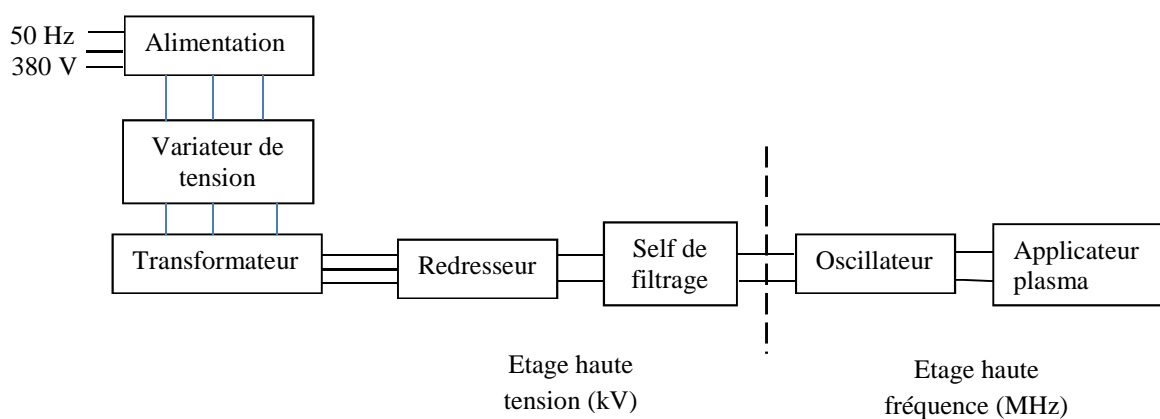 50 Hz
380 V
Alimentation
Variateur de
tension
Transformateur
Redresseur
Self de
filtrage
Oscillateur
Applicateur
plasma
Etage haute
tension (kV)
Etage haute
fréquence (MHz)